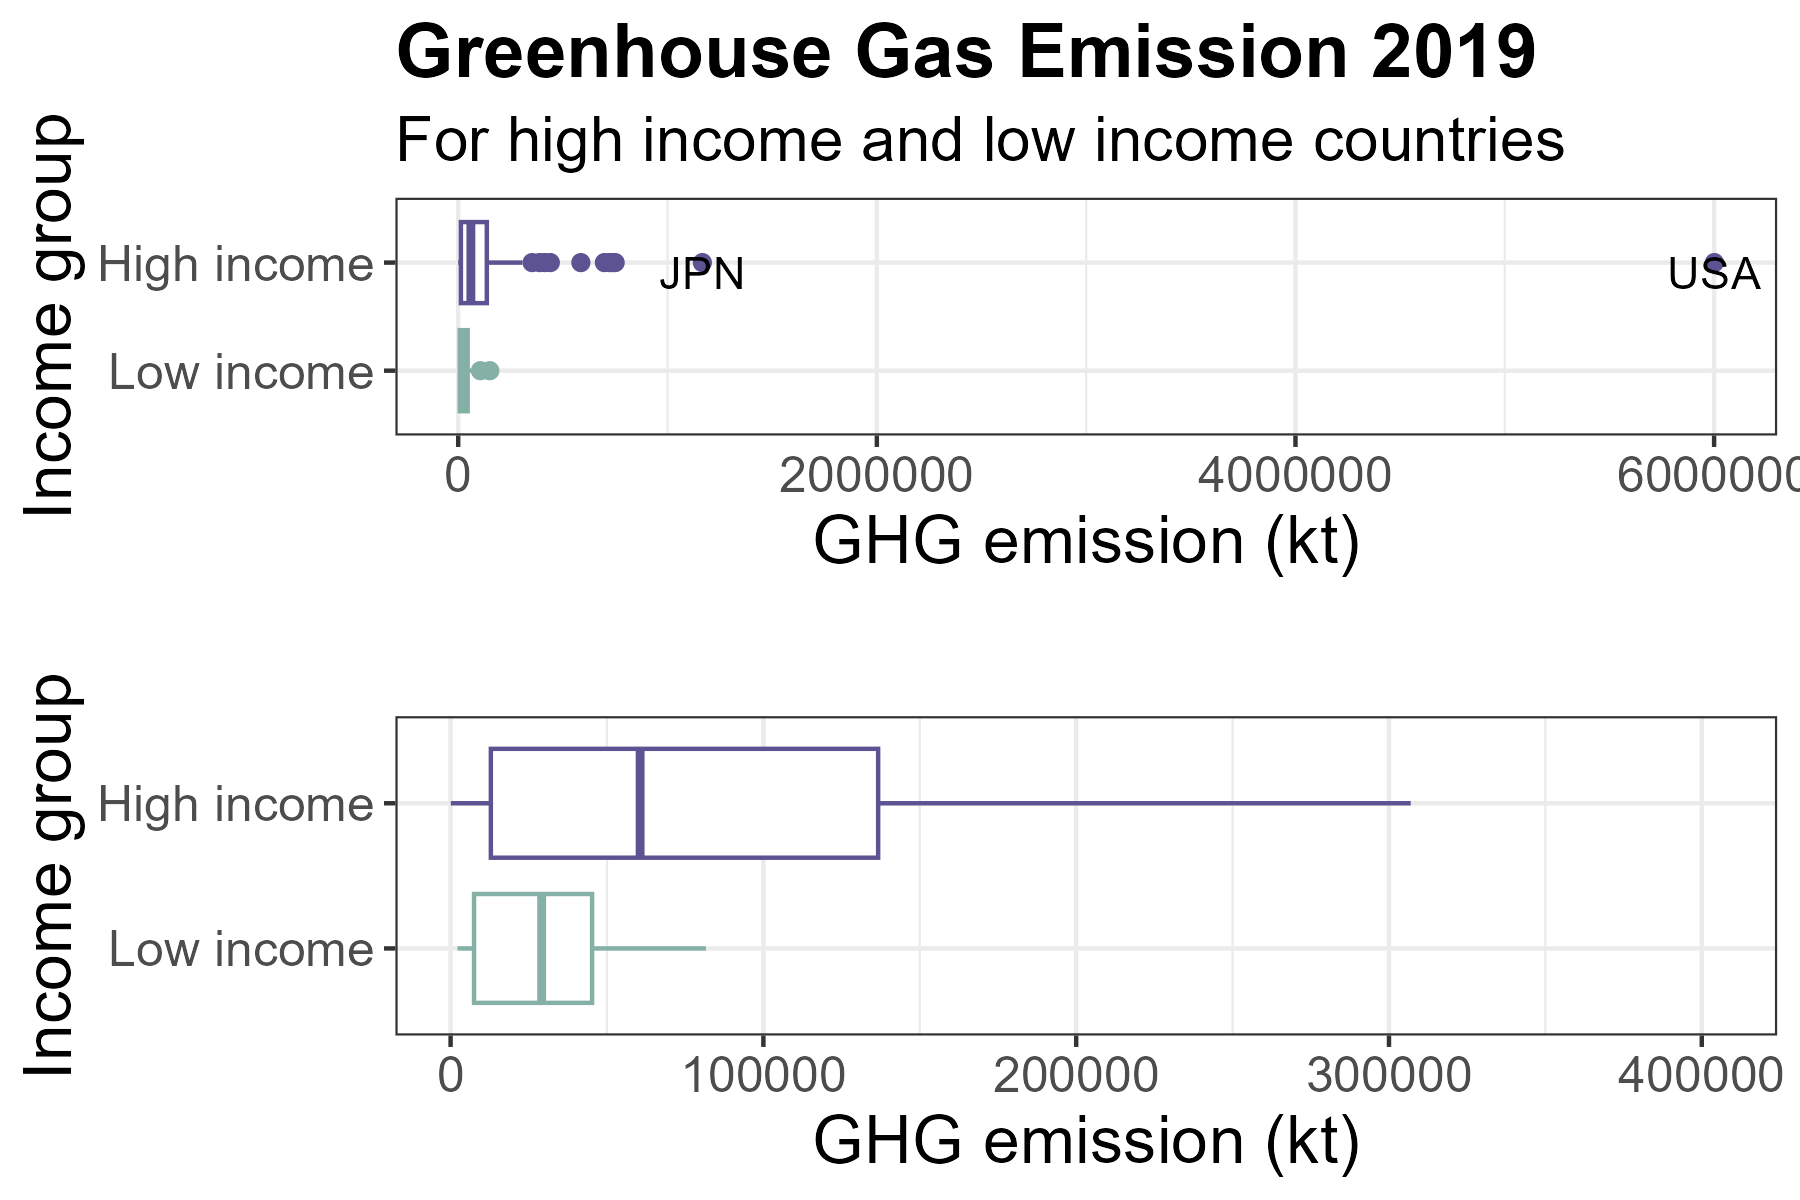 Greenhouse Gas Emission 2019
For high income and low income countries
Income group
High income
JPN
USA
Low income
0 2000000 4000000 6000000
GHG emission (kt)
Income group
High income
Low income
0 100000 200000 300000 400000
GHG emission (kt)